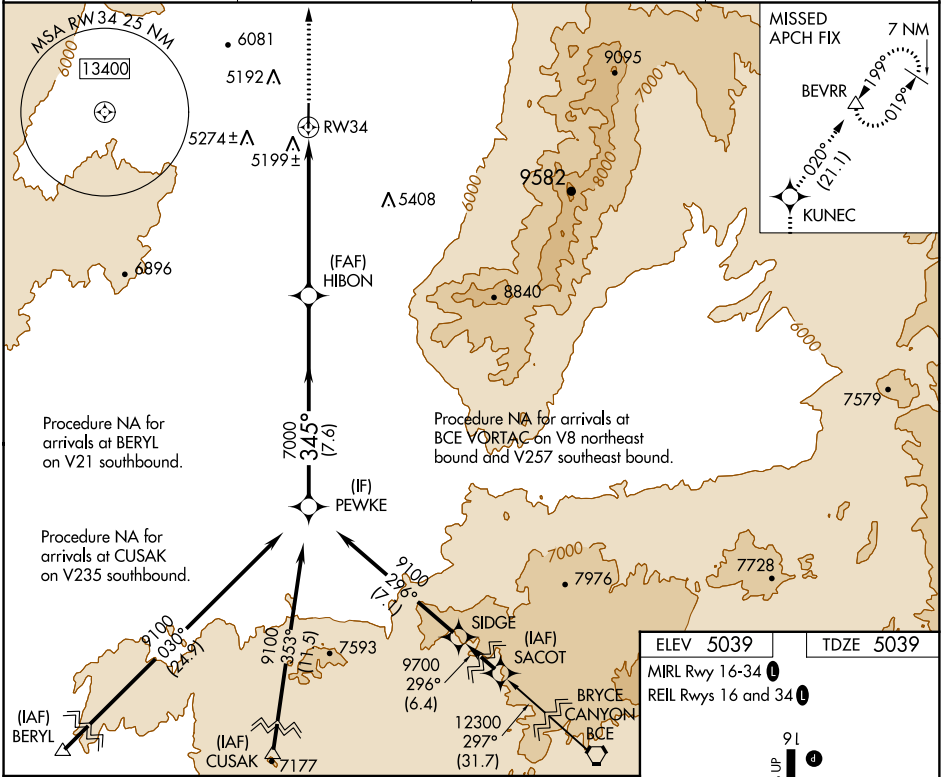 MSA RW34 25 NM
13400
6000
6081
5192
5274±
5199±
RW34
5408
6000
9095
7000
8000
9582
8840
6896
(FAF)
HIBON
MISSED
APCH FIX
7 NM
BEVRR
199°
019°
020°
(21.1)
KUNEC
6000
7579
Procedure NA for
arrivals at BERYL
on V21 southbound.
7000
345°
(7.6)
Procedure NA for arrivals at
BCE VORTAC on V8 northeast
bound and V257 southeast bound.
(IF)
PEWKE
Procedure NA for
arrivals at CUSAK
on V235 southbound.
9100
030°
(24.9)
9100
353°
(11.5)
9100
296°
(7.1)
7593
7000
7976
7728
SIDGE
(IAF)
SACOT
9700
296°
(6.4)
12300
297°
(31.7)
BRYCE
CANYON
BCE
(IAF)
BERYL
(IAF)
CUSAK
7177
ELEV 5039
TDZE 5039
MIRL Rwy 16-34 L
REIL Rwys 16 and 34 L
16
P
UP